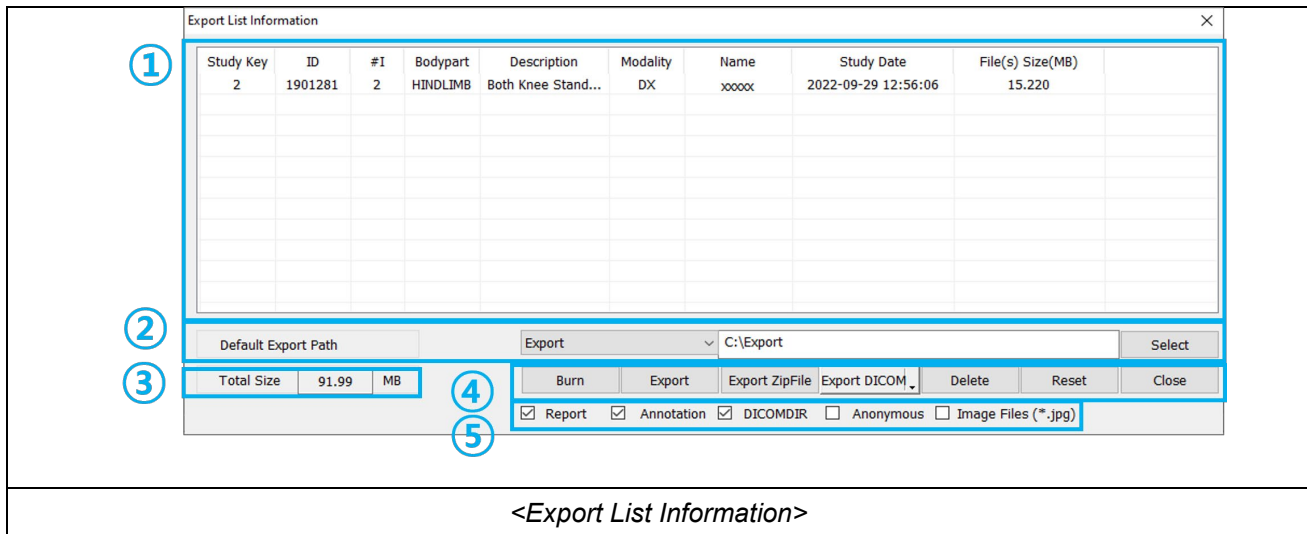 Export List Information
①
Study Key ID #I Bodypart Description Modality Name Study Date File(s) Size(MB)
2 1901281 2 HINDLIMB Both Knee Stand... DX xxxxx 2022-09-29 12:56:06 15.220
②
Default Export Path Export C:\Export Select
③
Total Size 91.99 MB
④
Burn Export Export ZipFile Export DICOM Delete Reset Close
⑤
Report Annotation DICOMDIR Anonymous Image Files (*.jpg)
<Export List Information>